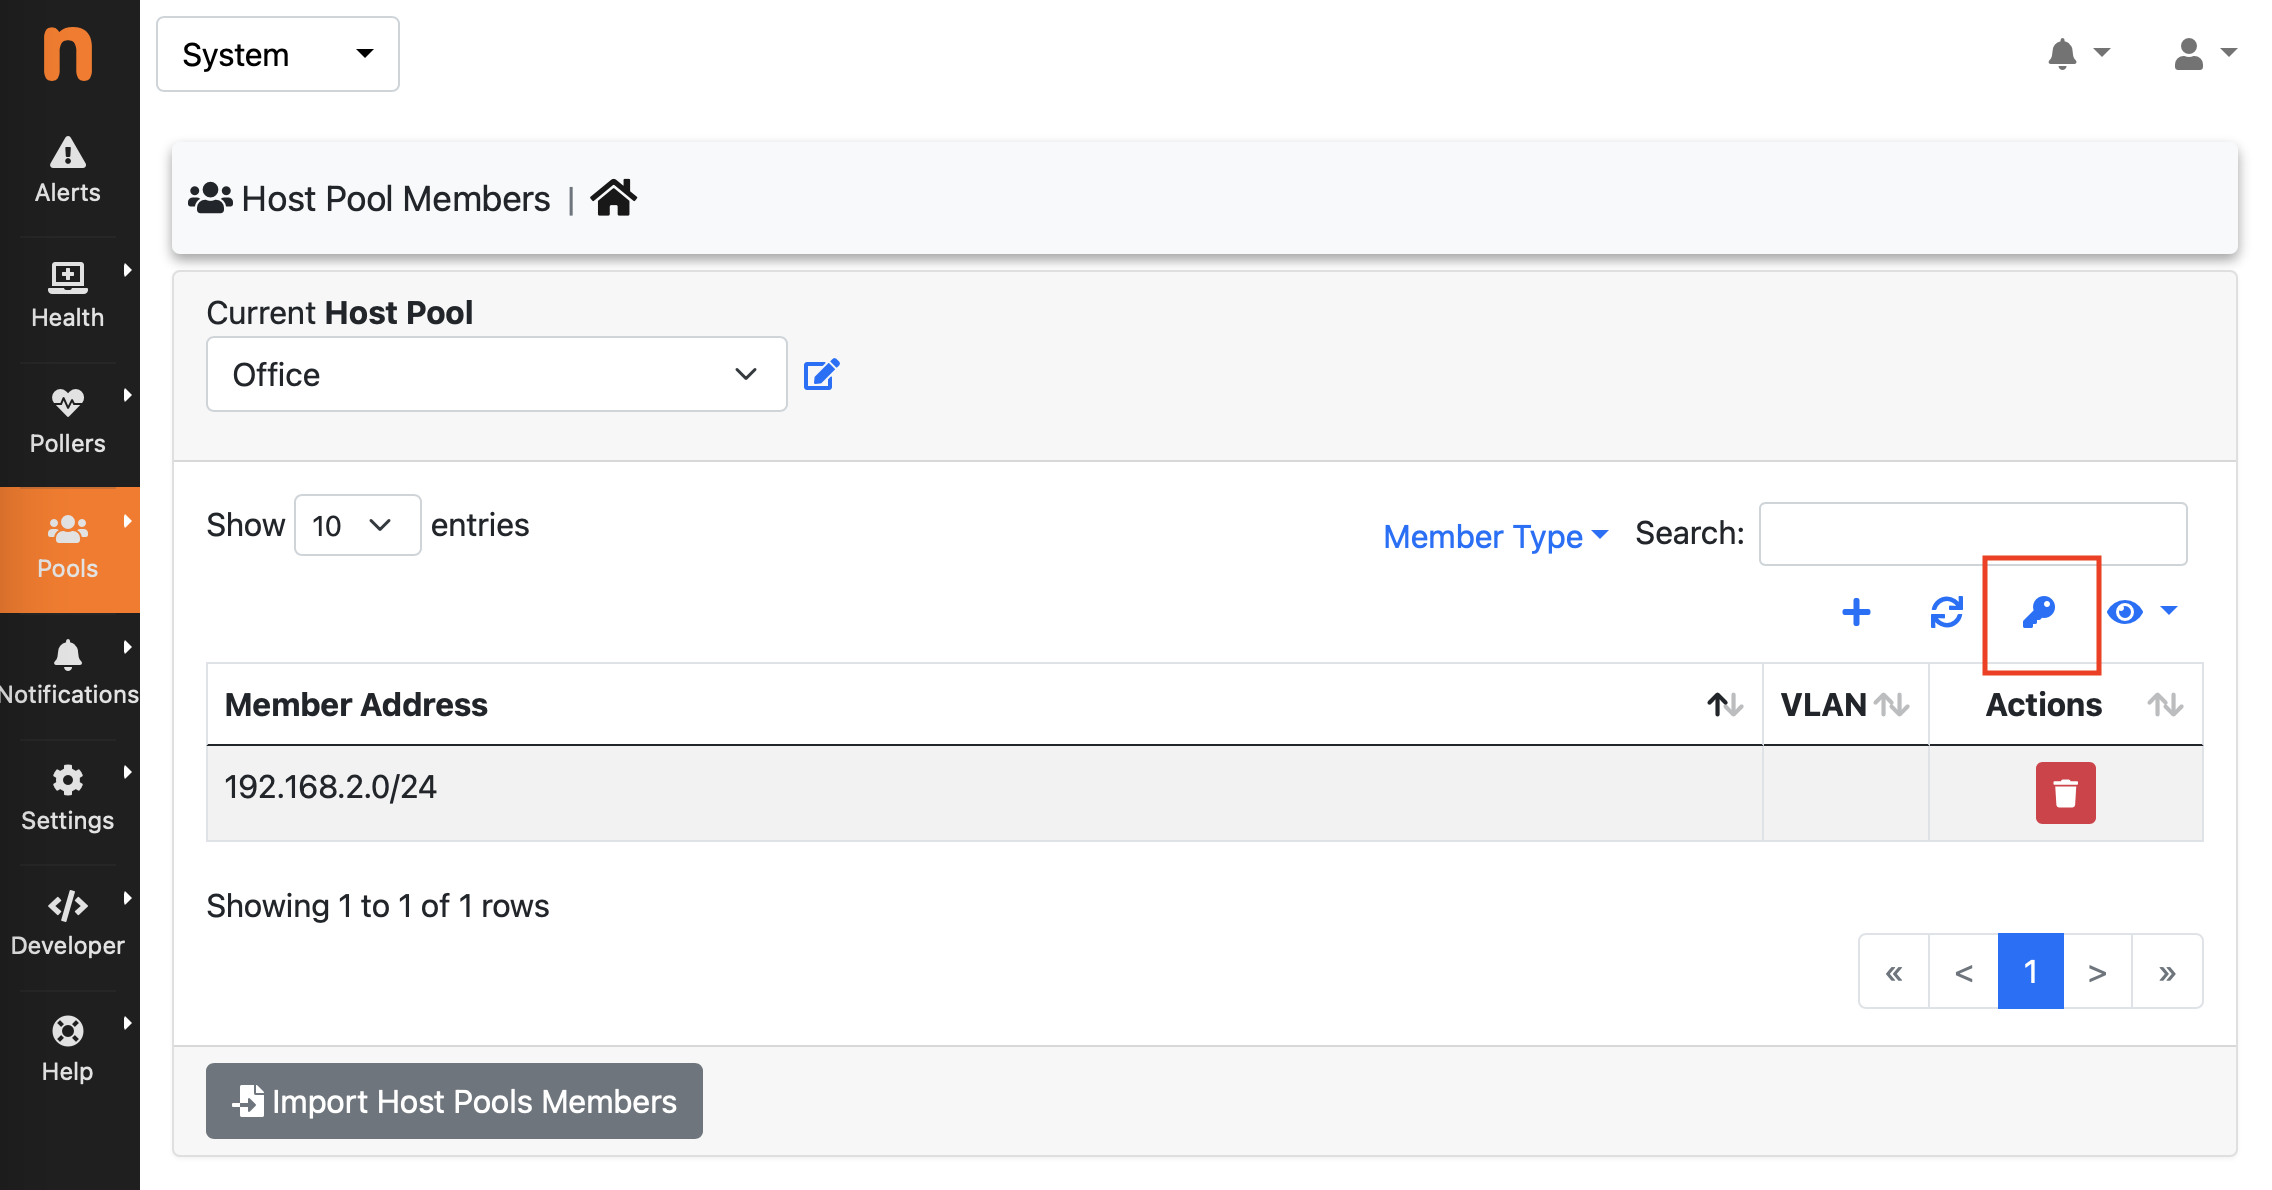 n
System
Alerts
Health
Pollers
Pools
Notifications
Settings
Developer
Help
Host Pool Members |
Current Host Pool
Office
Show 10 entries
Member Type Search:
Member Address VLAN Actions
192.168.2.0/24
Showing 1 to 1 of 1 rows
« < 1 > »
Import Host Pools Members